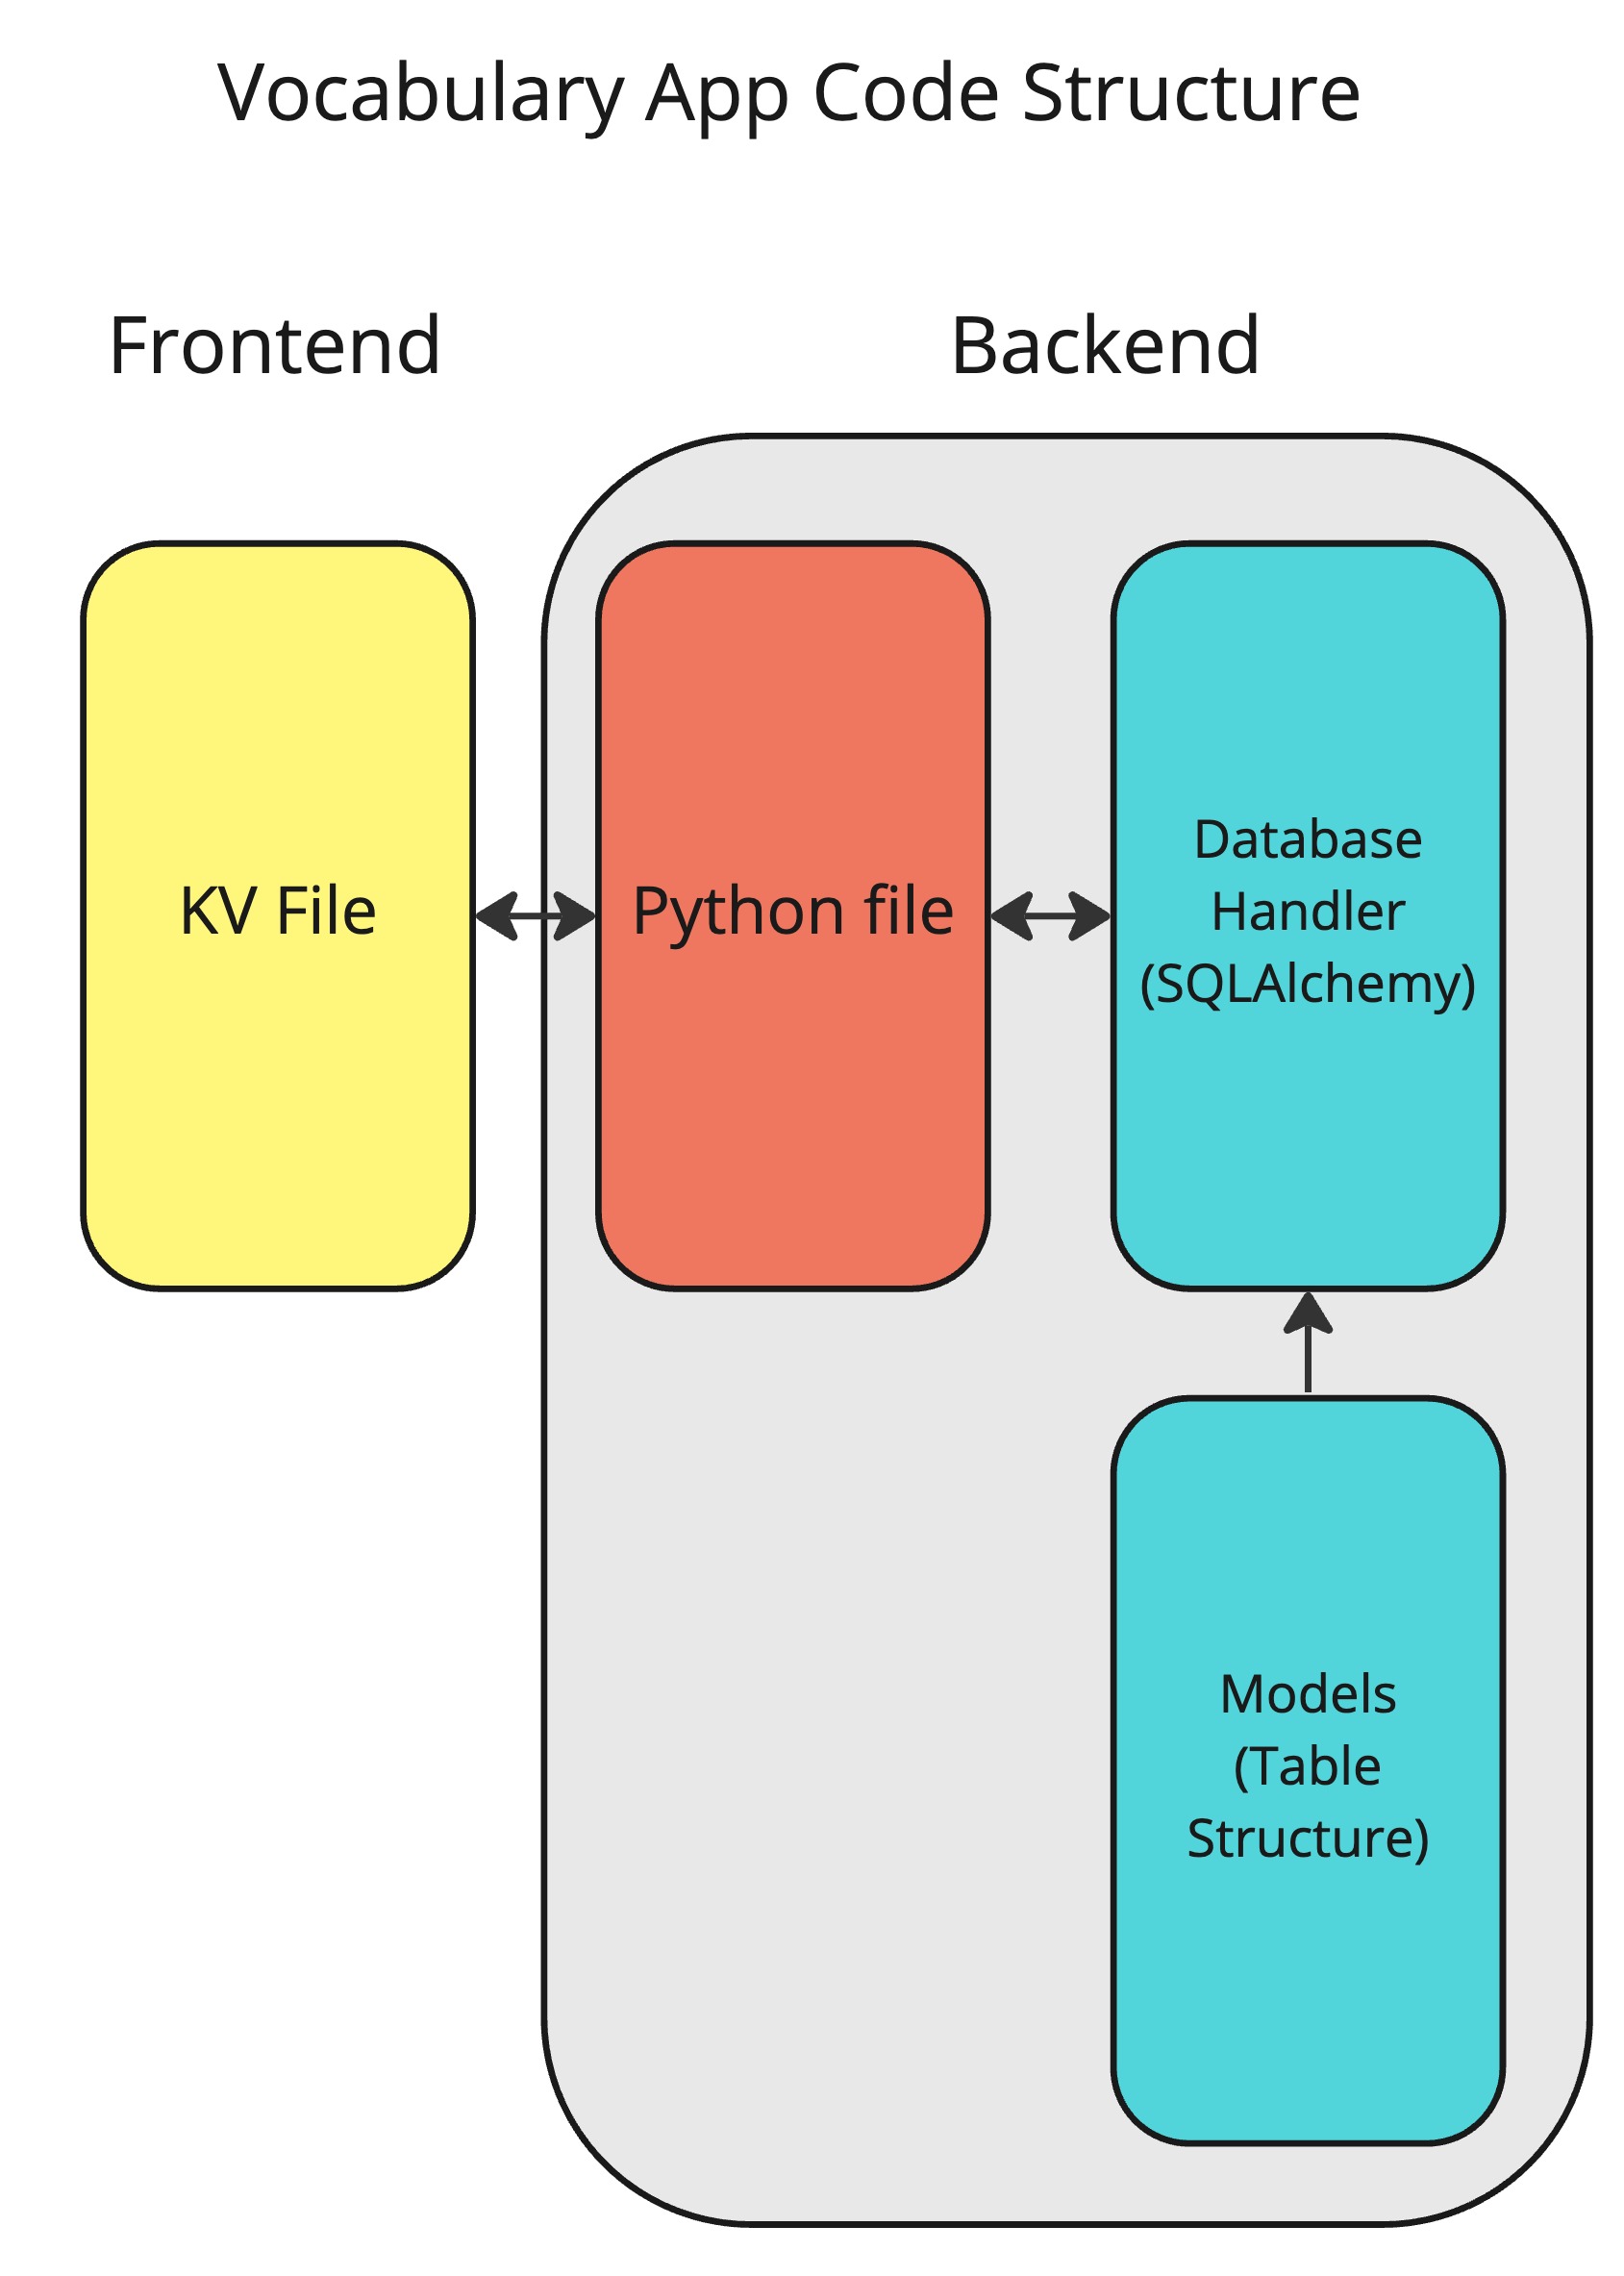 Vocabulary App Code Structure
Frontend
Backend
KV File
Python file
Database
Handler
(SQLAlchemy)
Models
(Table
Structure)